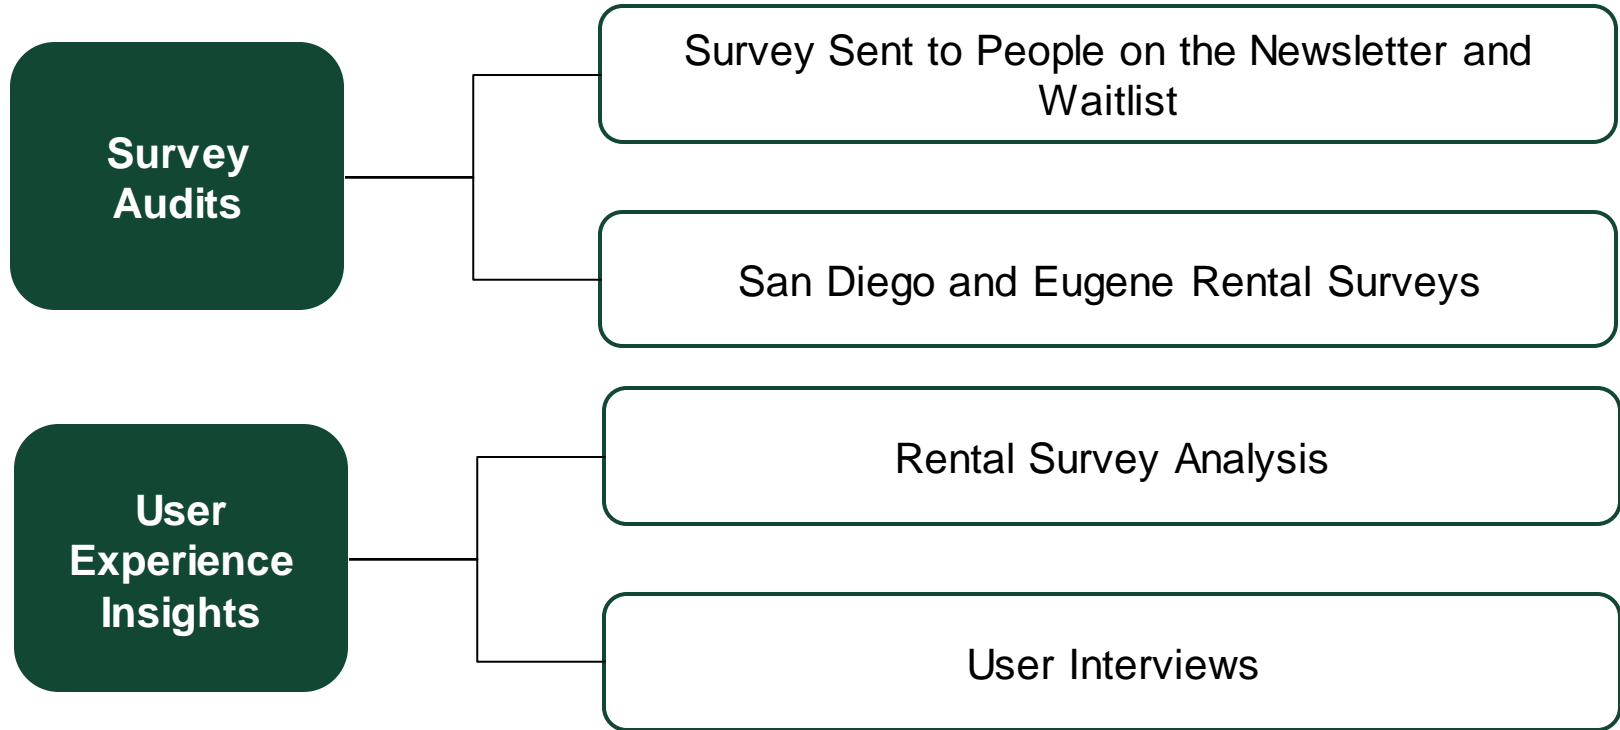 Survey
Audits
Survey Sent to People on the Newsletter and
Waitlist
San Diego and Eugene Rental Surveys
User
Experience
Insights
Rental Survey Analysis
User Interviews